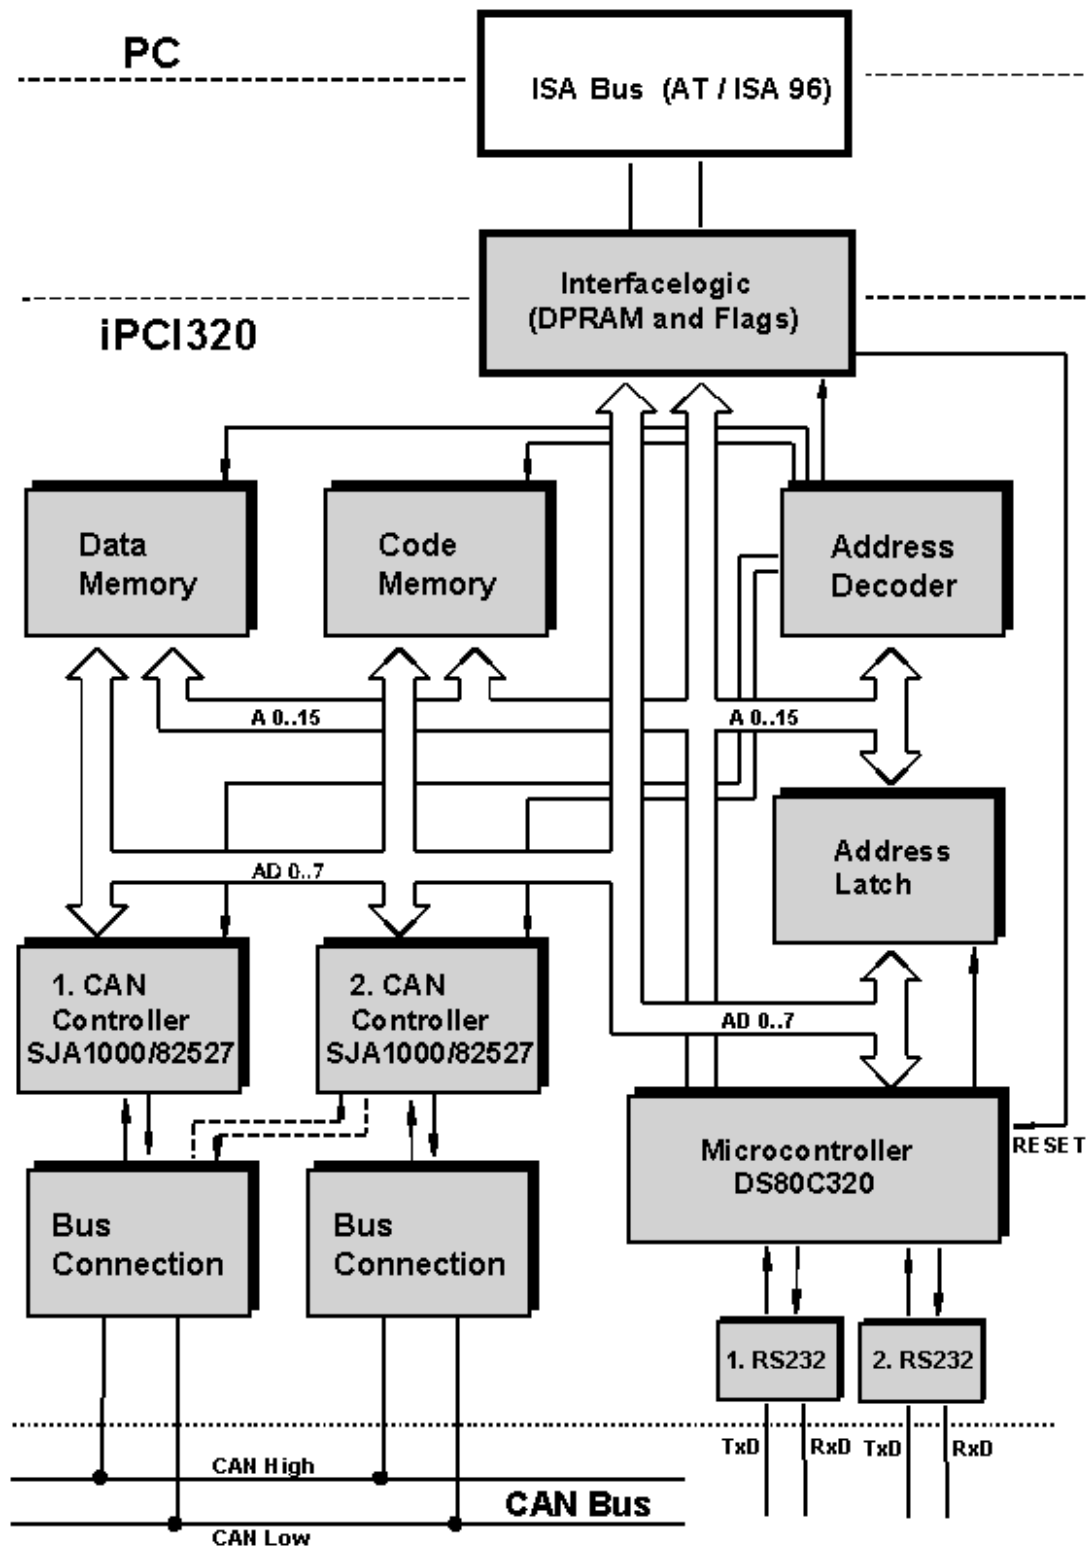 PC
ISA Bus (AT / ISA 96)
Interfacelogic
(DPRAM and Flags)
iPCI320
Data
Memory
Code
Memory
Address
Decoder
A 0..15
A 0..15
Address
Latch
AD 0..7
1. CAN
Controller
SJA1000/82527
2. CAN
Controller
SJA1000/82527
AD 0..7
Microcontroller
DS80C320
RESET
Bus
Connection
Bus
Connection
1. RS232
2. RS232
TxD
RxD
TxD
RxD
CAN High
CAN Bus
CAN Low